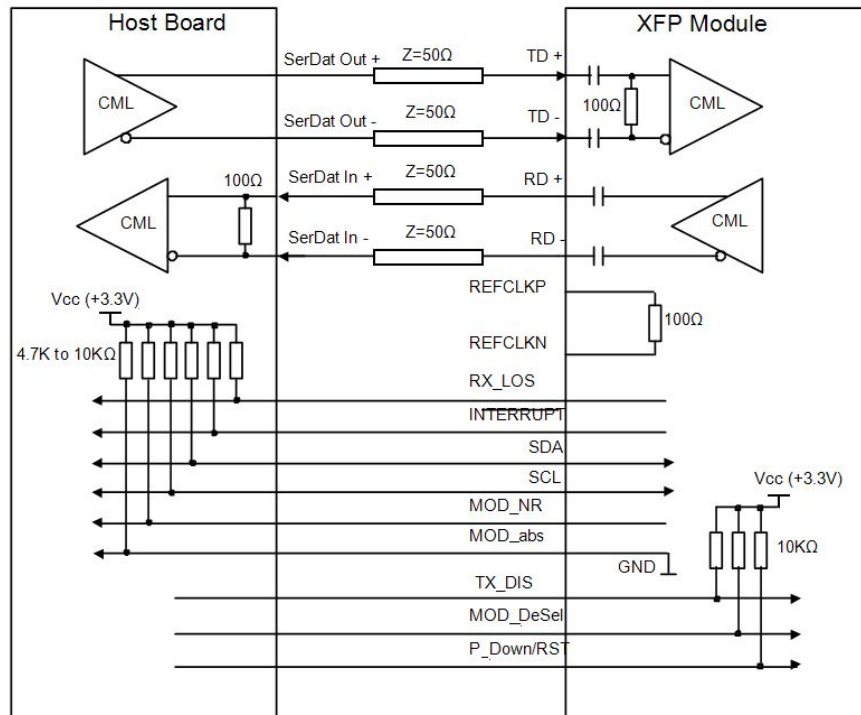 Host Board
XFP Module
SerDat Out +
Z=50Ω
TD +
CML
100Ω
CML
SerDat Out -
Z=50Ω
TD -
100Ω
SerDat In +
Z=50Ω
RD +
CML
CML
SerDat In -
Z=50Ω
RD -
REFCLKP
Vcc (+3.3V)
100Ω
4.7K to 10KΩ
REFCLKN
RX_LOS
INTERRUPT
SDA
SCL
Vcc (+3.3V)
MOD_NR
MOD_abs
10KΩ
GND
TX_DIS
MOD_DeSel
P_Down/RST